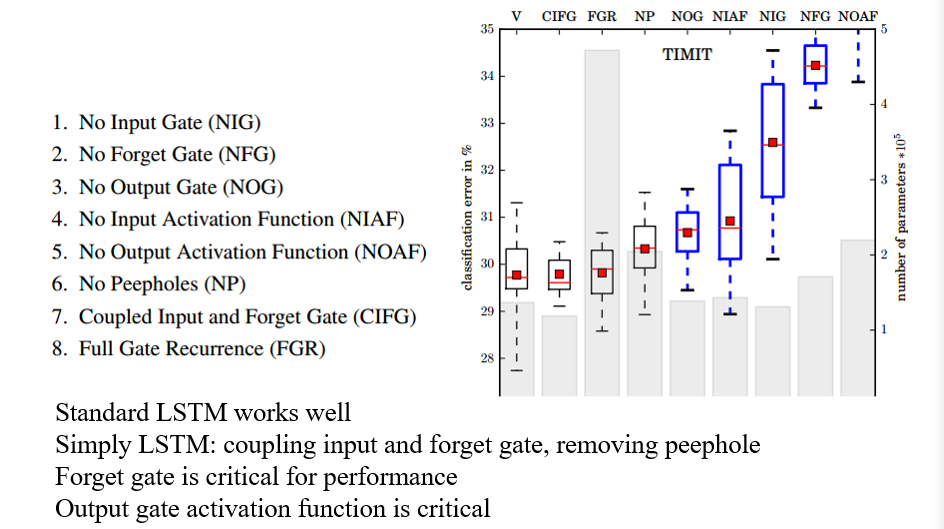 1. No Input Gate (NIG)
2. No Forget Gate (NFG)
3. No Output Gate (NOG)
4. No Input Activation Function (NIAF)
5. No Output Activation Function (NOAF)
6. No Peepholes (NP)
7. Coupled Input and Forget Gate (CIFG)
8. Full Gate Recurrence (FGR)
V CIFG FGR NP NOG NIAF NIG NFG NOAF
TIMIT
classification error in %
35
34
33
32
31
30
29
28
5
4
3
2
1
number of parameters *10⁵
Standard LSTM works well
Simply LSTM: coupling input and forget gate, removing peephole
Forget gate is critical for performance
Output gate activation function is critical